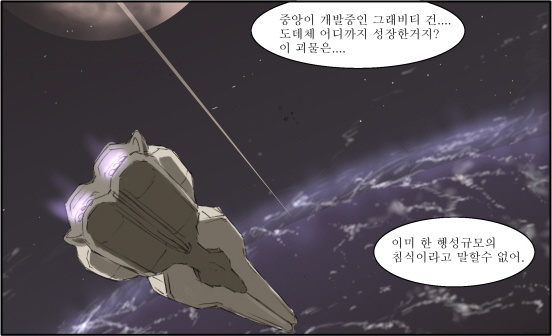 중앙이 개발중인 그래비티 건....
도데체 어디까지 성장한거지?
이 괴물은....
이미 한 행성규모의
침식이라고 말할수 없어.